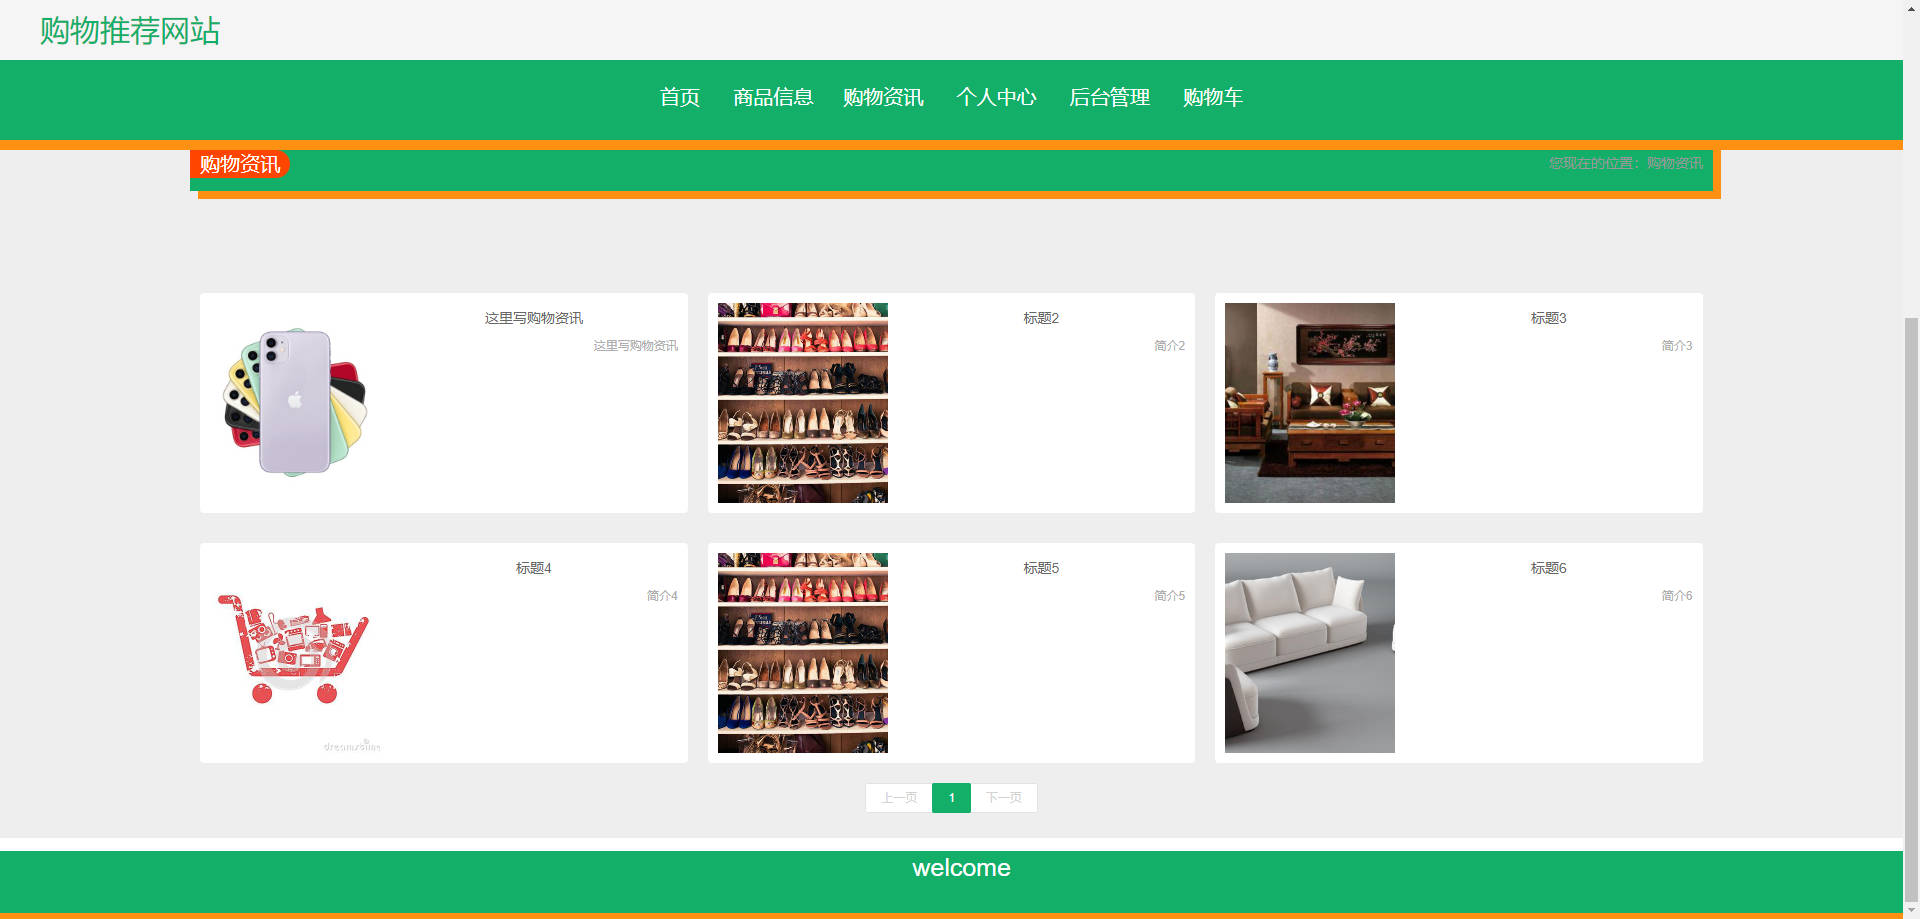 购物推荐网站
首页 商品信息 购物资讯 个人中心 后台管理 购物车
购物资讯 您现在的位置：购物资讯
这里写购物资讯
这里写购物资讯
标题2
简介2
标题3
简介3
标题4
简介4
dreamstime
标题5
简介5
标题6
简介6
上一页 1 下一页
welcome